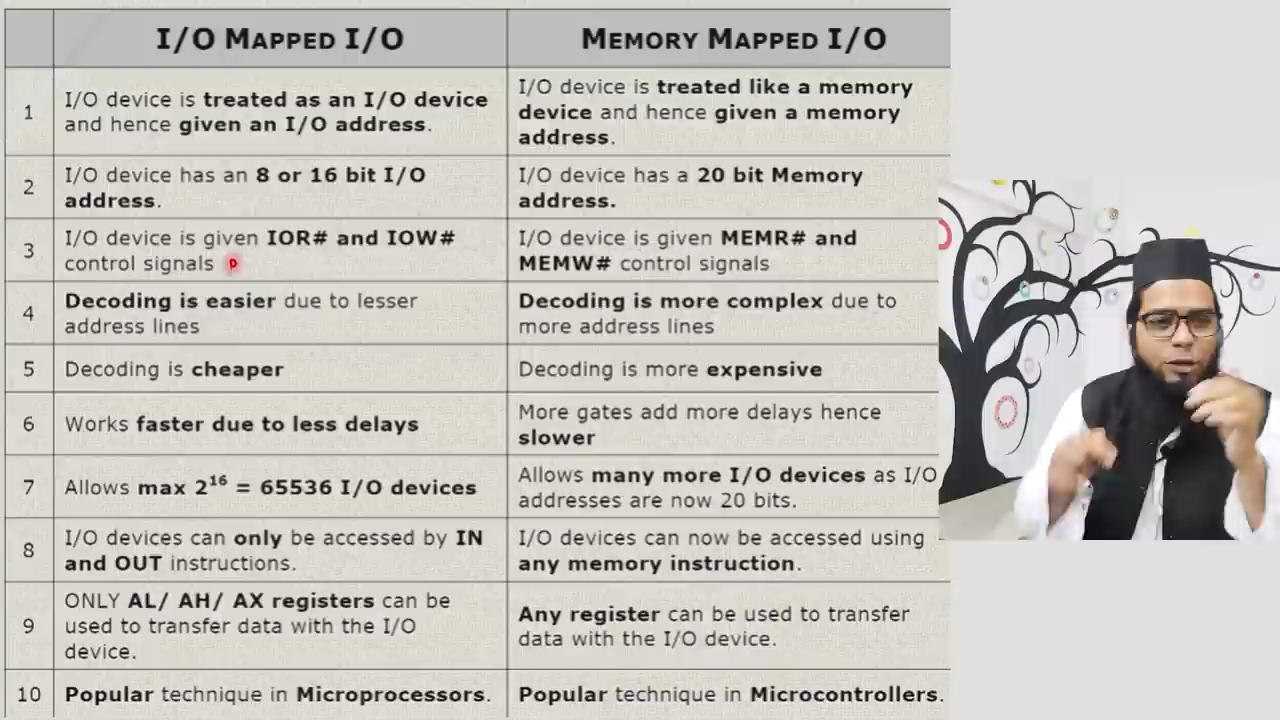 I/O MAPPED I/O
MEMORY MAPPED I/O
1
I/O device is treated as an I/O device
and hence given an I/O address.
I/O device is treated like a memory
device and hence given a memory
address.
2
I/O device has an 8 or 16 bit I/O
address.
I/O device has a 20 bit Memory
address.
3
I/O device is given IOR# and IOW#
control signals
I/O device is given MEMR# and
MEMW# control signals
4
Decoding is easier due to lesser
address lines
Decoding is more complex due to
more address lines
5
Decoding is cheaper
Decoding is more expensive
6
Works faster due to less delays
More gates add more delays hence
slower
7
Allows max 2¹⁶ = 65536 I/O devices
Allows many more I/O devices as I/O
addresses are now 20 bits.
8
I/O devices can only be accessed by IN
and OUT instructions.
I/O devices can now be accessed using
any memory instruction.
9
ONLY AL/ AH/ AX registers can be
used to transfer data with the I/O
device.
Any register can be used to transfer
data with the I/O device.
10
Popular technique in Microprocessors.
Popular technique in Microcontrollers.